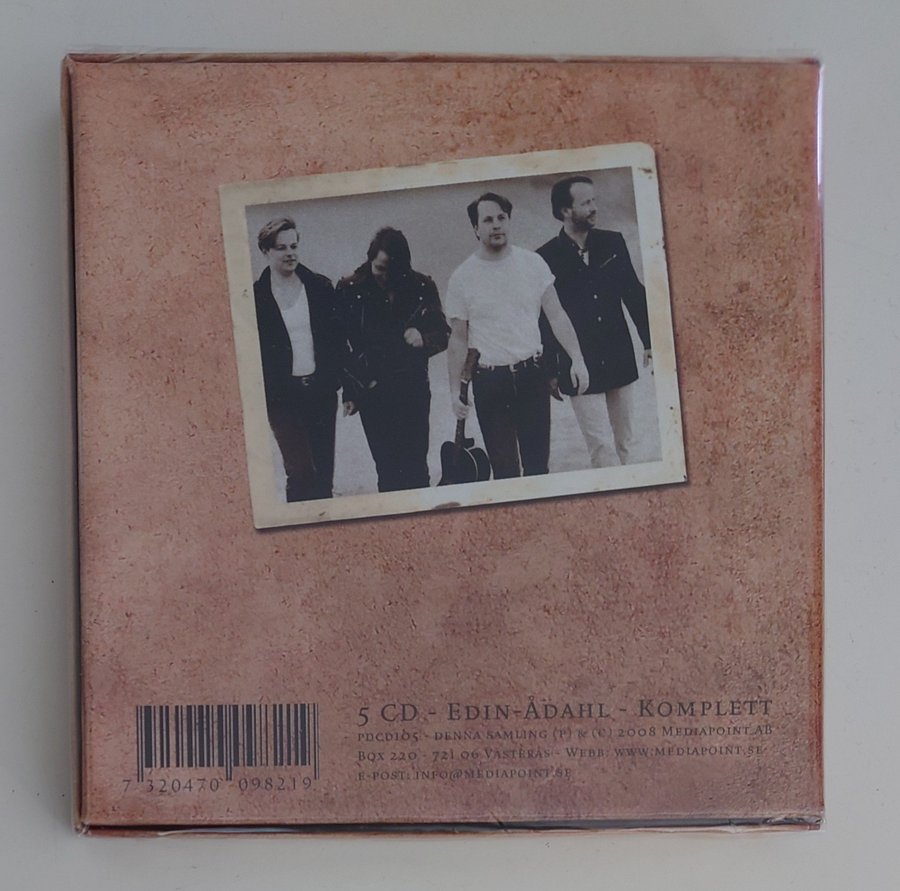 5 CD - Edin-Ådahl - Komplett
PDCD105 - denna samling (P) & (C) 2008 Mediapoint AB
Box 220 - 721 06 Västerås - Webb: www.mediapoint.se
e-post: info@mediapoint.se
7 320470 098219